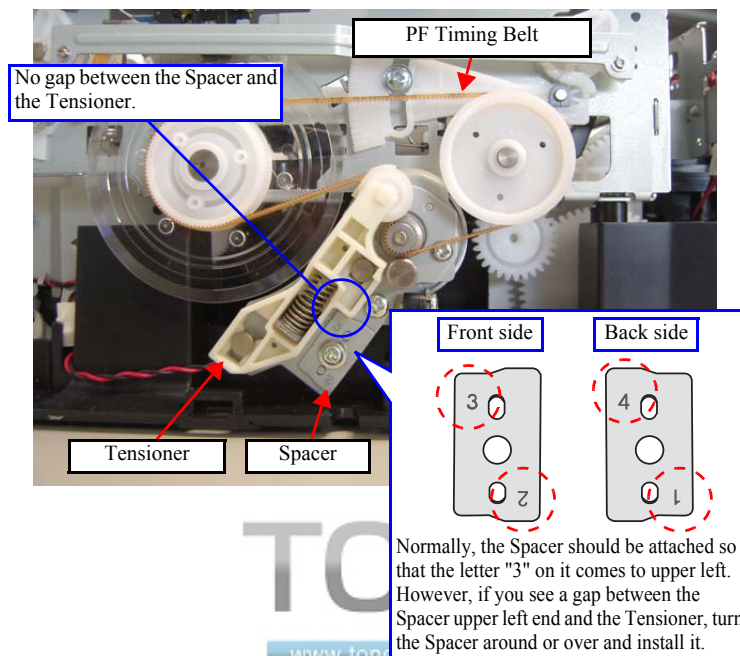 PF Timing Belt
No gap between the Spacer and
the Tensioner.
Tensioner
Spacer
Front side
Back side
3
2
4
1
Normally, the Spacer should be attached so
that the letter "3" on it comes to upper left.
However, if you see a gap between the
Spacer upper left end and the Tensioner, turn
the Spacer around or over and install it.